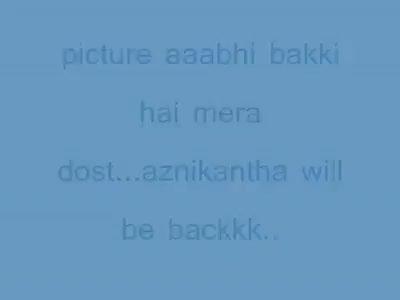 picture aaabhi bakki
hai mera
dost...aznikantha will
be backkk..